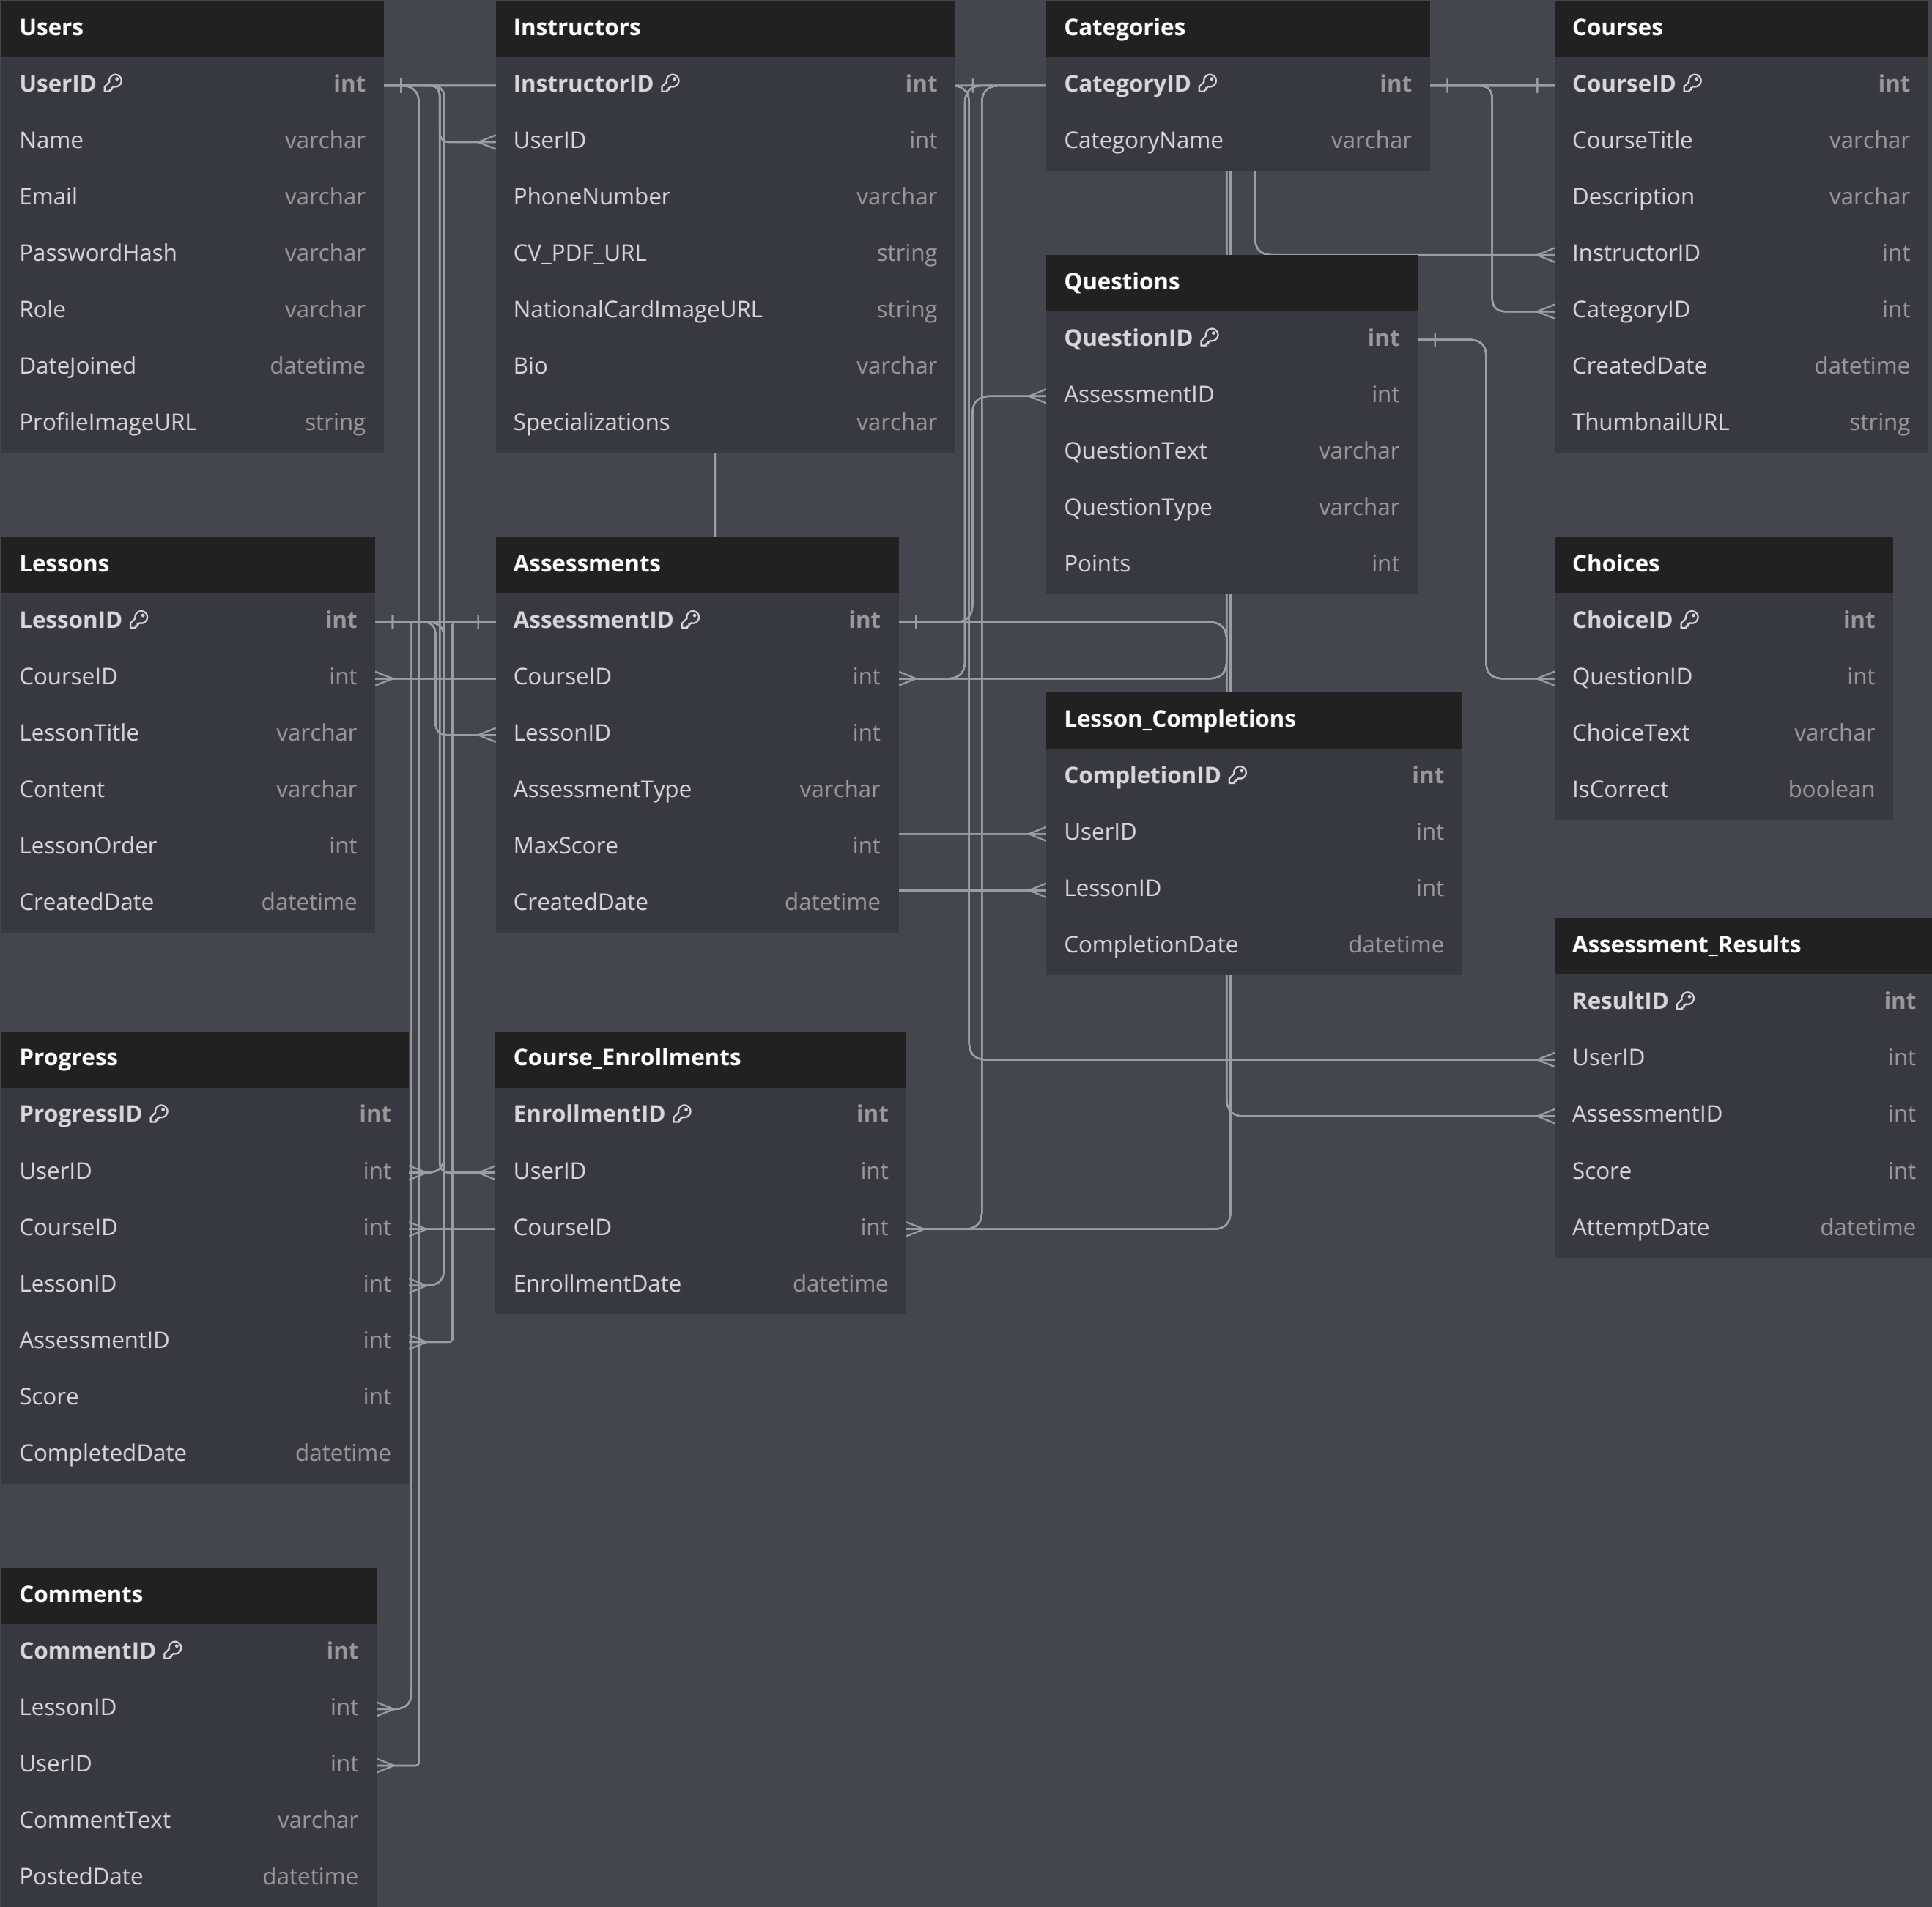 Users
UserID int
Name varchar
Email varchar
PasswordHash varchar
Role varchar
DateJoined datetime
ProfileImageURL string
Instructors
InstructorID int
UserID int
PhoneNumber varchar
CV_PDF_URL string
NationalCardImageURL string
Bio varchar
Specializations varchar
Categories
CategoryID int
CategoryName varchar
Courses
CourseID int
CourseTitle varchar
Description varchar
InstructorID int
CategoryID int
CreatedDate datetime
ThumbnailURL string
Questions
QuestionID int
AssessmentID int
QuestionText varchar
QuestionType varchar
Points int
Lessons
LessonID int
CourseID int
LessonTitle varchar
Content varchar
LessonOrder int
CreatedDate datetime
Assessments
AssessmentID int
CourseID int
LessonID int
AssessmentType varchar
MaxScore int
CreatedDate datetime
Choices
ChoiceID int
QuestionID int
ChoiceText varchar
IsCorrect boolean
Lesson_Completions
CompletionID int
UserID int
LessonID int
CompletionDate datetime
Assessment_Results
ResultID int
UserID int
AssessmentID int
Score int
AttemptDate datetime
Progress
ProgressID int
UserID int
CourseID int
LessonID int
AssessmentID int
Score int
CompletedDate datetime
Course_Enrollments
EnrollmentID int
UserID int
CourseID int
EnrollmentDate datetime
Comments
CommentID int
LessonID int
UserID int
CommentText varchar
PostedDate datetime